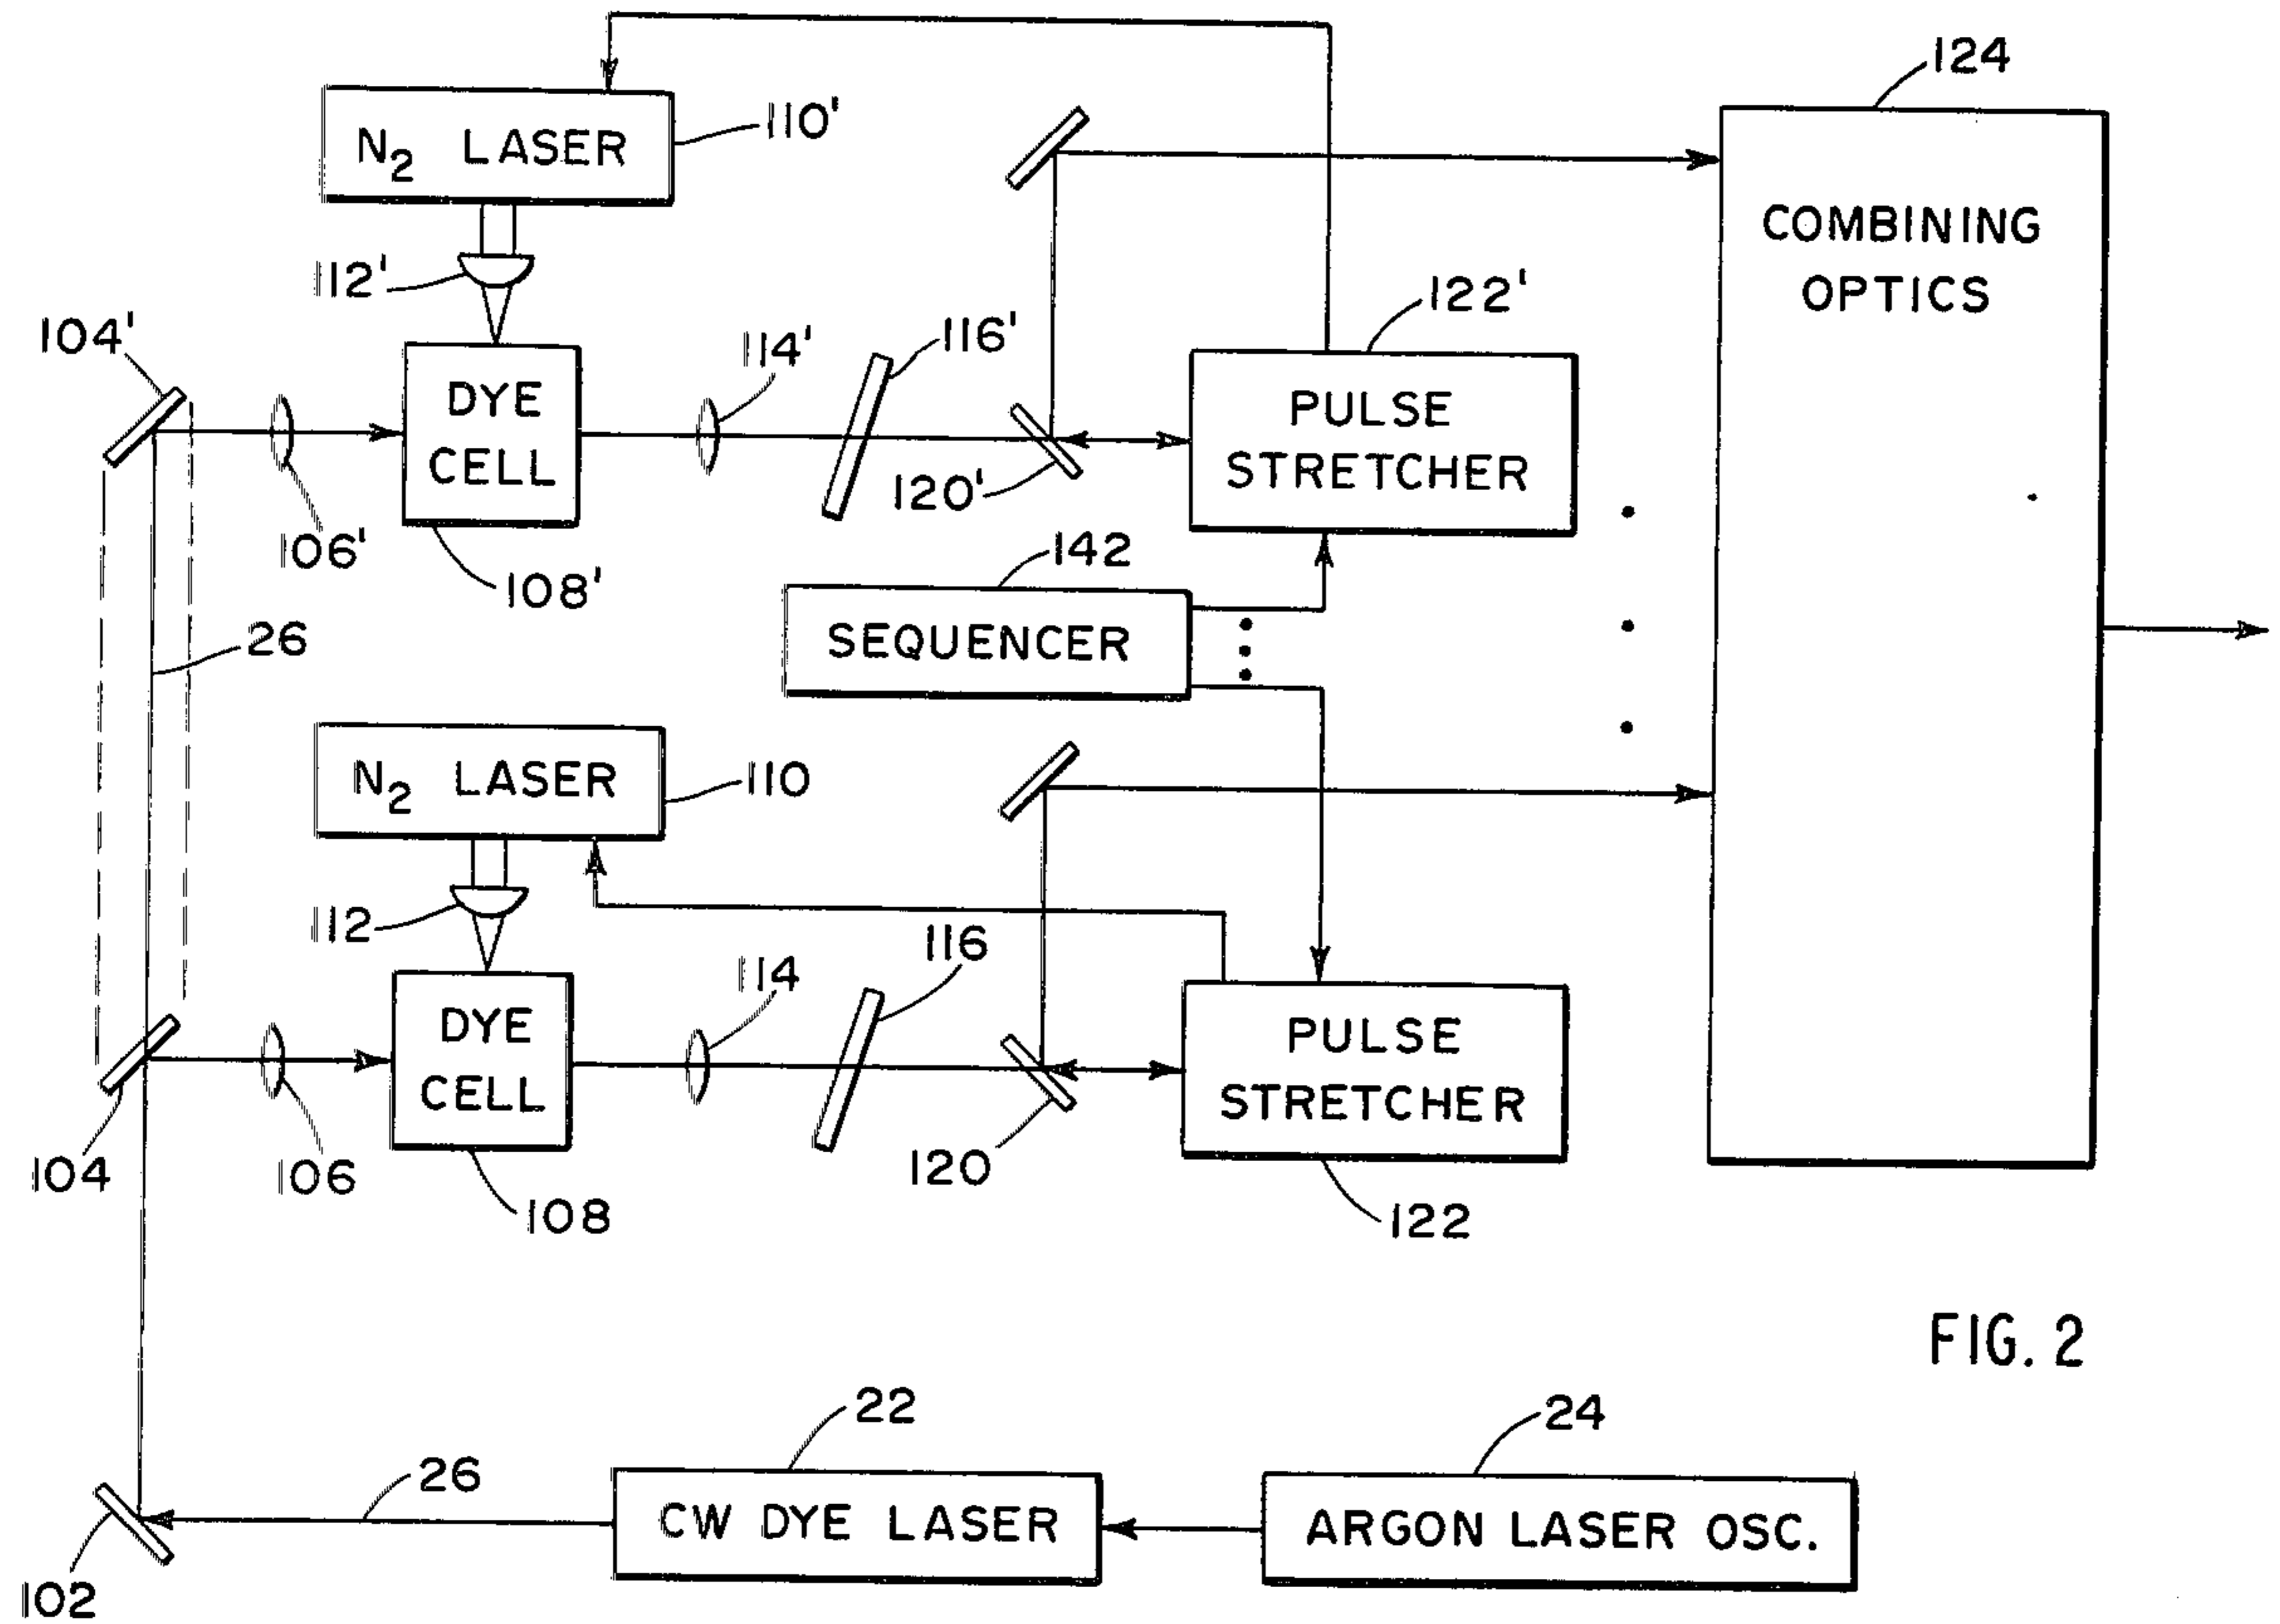 124
N2 LASER
110'
COMBINING
OPTICS
112'
122'
104'
114'
116'
DYE
CELL
PULSE
STRETCHER
120'
106'
142
108'
26
SEQUENCER
N2 LASER
110
112
116
114
DYE
CELL
PULSE
STRETCHER
104
106
120
108
122
FIG. 2
22
24
26
CW DYE LASER
ARGON LASER OSC.
102